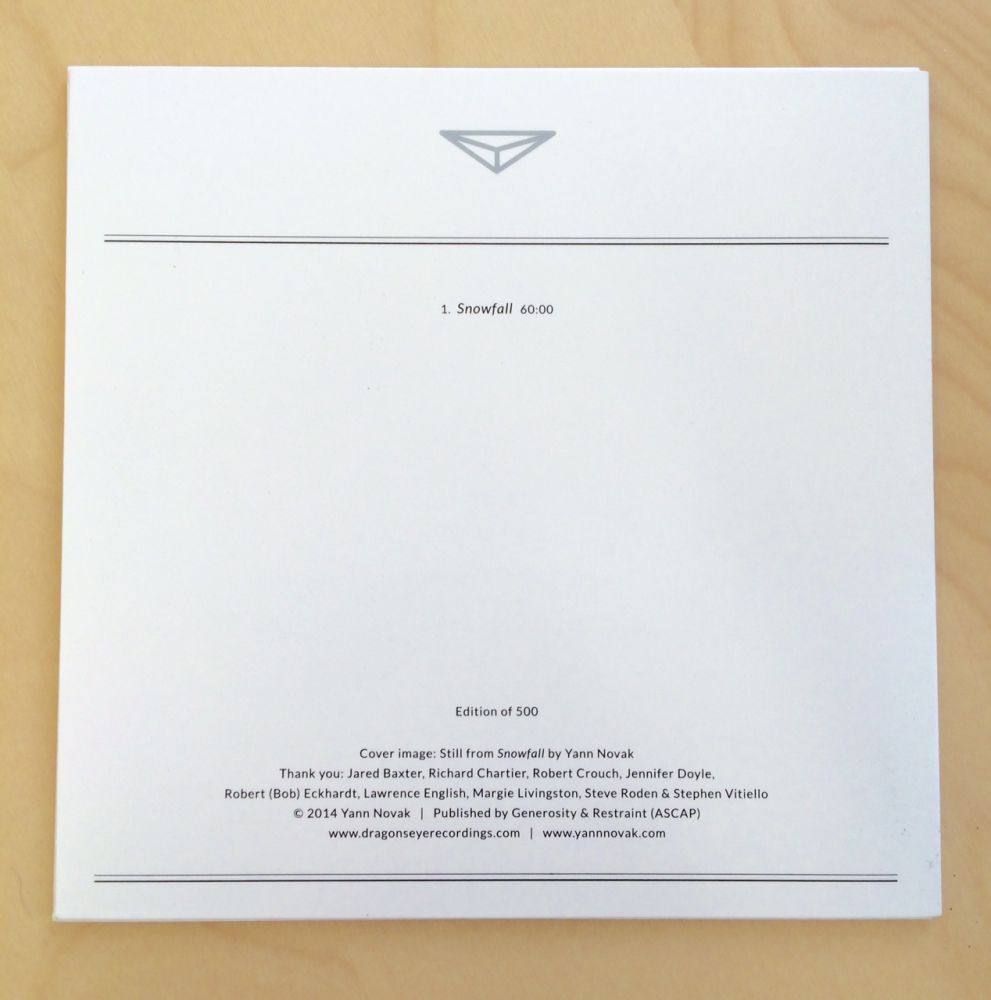 1. Snowfall 60:00
Edition of 500
Cover image: Still from Snowfall by Yann Novak
Thank you: Jared Baxter, Richard Chartier, Robert Crouch, Jennifer Doyle,
Robert (Bob) Eckhardt, Lawrence English, Margie Livingston, Steve Roden & Stephen Vitiello
© 2014 Yann Novak | Published by Generosity & Restraint (ASCAP)
www.dragonseyerecordings.com | www.yannnovak.com